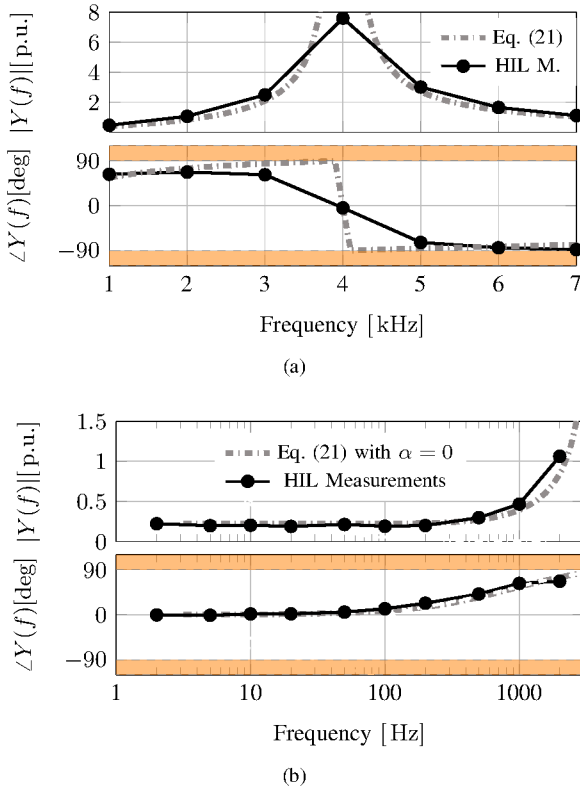 8
6
4
2
|Y(f)|[p.u.]
Eq. (21)
HIL M.
90
0
−90
∠Y(f)[deg]
1 2 3 4 5 6 7
Frequency [kHz]
(a)
1.5
1
0.5
0
|Y(f)|[p.u.]
Eq. (21) with α = 0
HIL Measurements
90
0
−90
∠Y(f)[deg]
1 10 100 1000
Frequency [Hz]
(b)